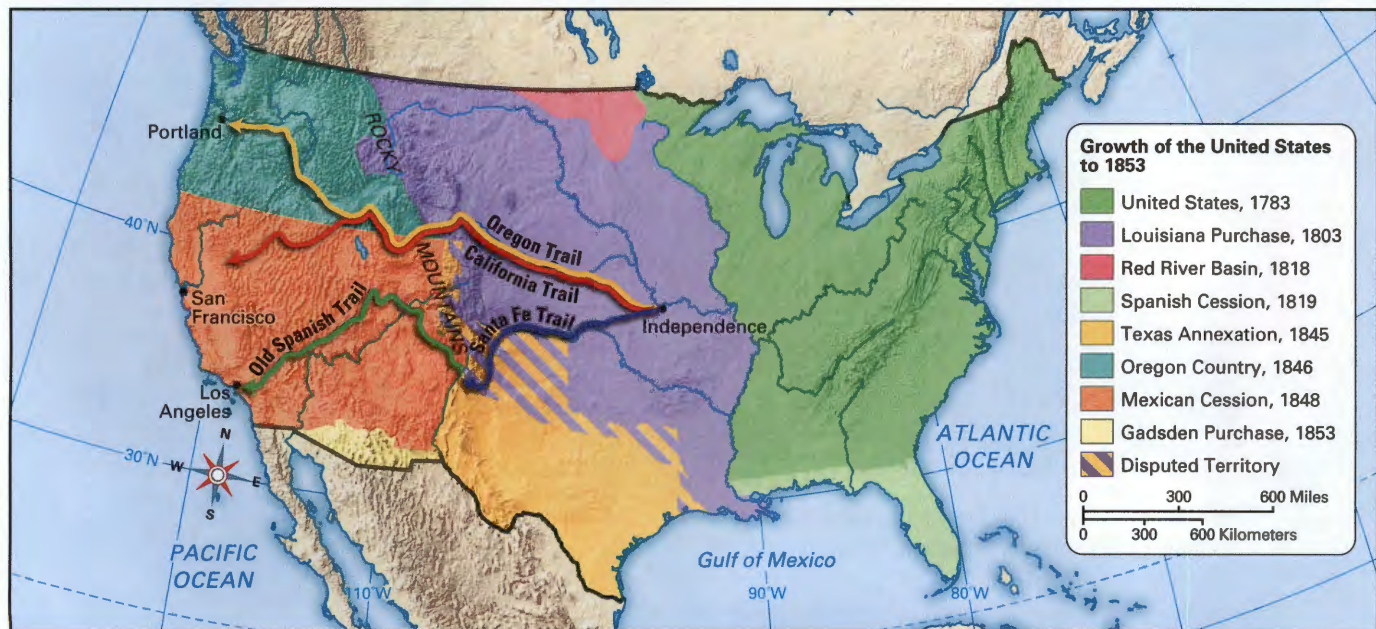 Portland
ROCKY
MOUNTAINS
Oregon Trail
California Trail
Santa Fe Trail
Old Spanish Trail
Independence
San
Francisco
Los
Angeles
40°N
30°N
N
W
E
S
PACIFIC
OCEAN
110°W
Gulf of Mexico
90°W
80°W
ATLANTIC
OCEAN
Growth of the United States
to 1853
United States, 1783
Louisiana Purchase, 1803
Red River Basin, 1818
Spanish Cession, 1819
Texas Annexation, 1845
Oregon Country, 1846
Mexican Cession, 1848
Gadsden Purchase, 1853
Disputed Territory
0 300 600 Miles
0 300 600 Kilometers